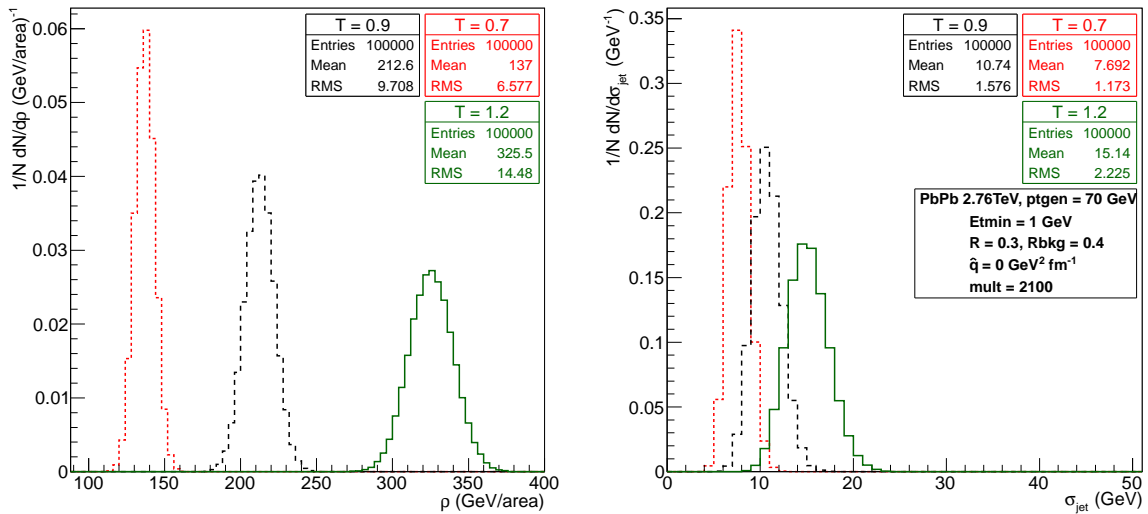 1/N dN/dρ (GeV/area)⁻¹
0.06
0.05
0.04
0.03
0.02
0.01
0
100 150 200 250 300 350 400
ρ (GeV/area)
T = 0.9
Entries 100000
Mean 212.6
RMS 9.708
T = 0.7
Entries 100000
Mean 137
RMS 6.577
T = 1.2
Entries 100000
Mean 325.5
RMS 14.48
1/N dN/dσ_jet (GeV⁻¹)
0.35
0.3
0.25
0.2
0.15
0.1
0.05
0
0 10 20 30 40 50
σ_jet (GeV)
T = 0.9
Entries 100000
Mean 10.74
RMS 1.576
T = 0.7
Entries 100000
Mean 7.692
RMS 1.173
T = 1.2
Entries 100000
Mean 15.14
RMS 2.225
PbPb 2.76TeV, ptgen = 70 GeV
Etmin = 1 GeV
R = 0.3, Rbkg = 0.4
q̂ = 0 GeV² fm⁻¹
mult = 2100